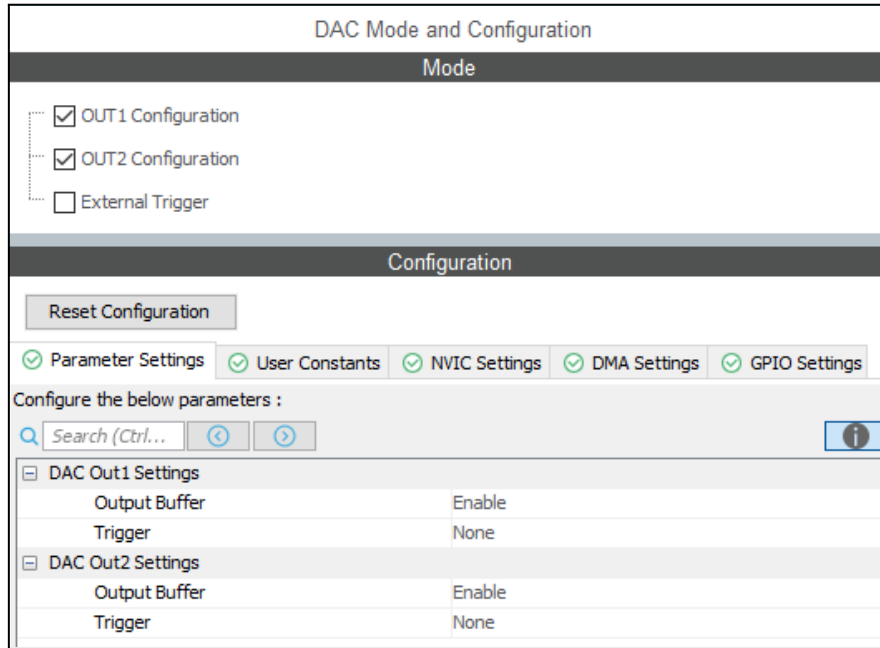 DAC Mode and Configuration
Mode
OUT1 Configuration
OUT2 Configuration
External Trigger
Configuration
Reset Configuration
Parameter Settings User Constants NVIC Settings DMA Settings GPIO Settings
Configure the below parameters :
Search (Ctrl...
DAC Out1 Settings
Output Buffer Enable
Trigger None
DAC Out2 Settings
Output Buffer Enable
Trigger None